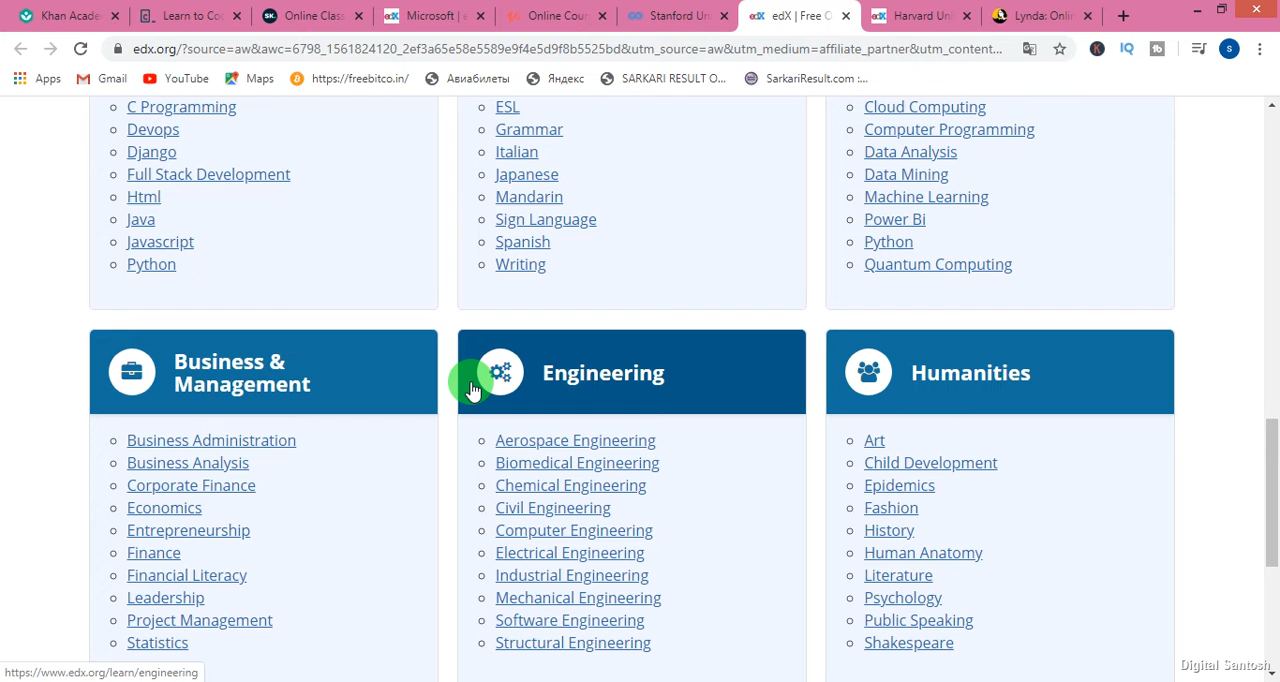 Khan Acade
Learn to Co
Online Class
Microsoft | e
Online Cour
Stanford Un
edX | Free O
Harvard Uni
Lynda: Onlin
edx.org/?source=aw&awc=6798_1561824120_2ef3a65e58e5589e9f4e5d9f8b5525bd&utm_source=aw&utm_medium=affiliate_partner&utm_content...
Apps
Gmail
YouTube
Maps
https://freebitco.in/
Авиабилеты
Яндекс
SARKARI RESULT O...
SarkariResult.com :...
C Programming
Devops
Django
Full Stack Development
Html
Java
Javascript
Python
ESL
Grammar
Italian
Japanese
Mandarin
Sign Language
Spanish
Writing
Cloud Computing
Computer Programming
Data Analysis
Data Mining
Machine Learning
Power Bi
Python
Quantum Computing
Business &
Management
Business Administration
Business Analysis
Corporate Finance
Economics
Entrepreneurship
Finance
Financial Literacy
Leadership
Project Management
Statistics
Engineering
Aerospace Engineering
Biomedical Engineering
Chemical Engineering
Civil Engineering
Computer Engineering
Electrical Engineering
Industrial Engineering
Mechanical Engineering
Software Engineering
Structural Engineering
Humanities
Art
Child Development
Epidemics
Fashion
History
Human Anatomy
Literature
Psychology
Public Speaking
Shakespeare
https://www.edx.org/learn/engineering
Digital Santosh